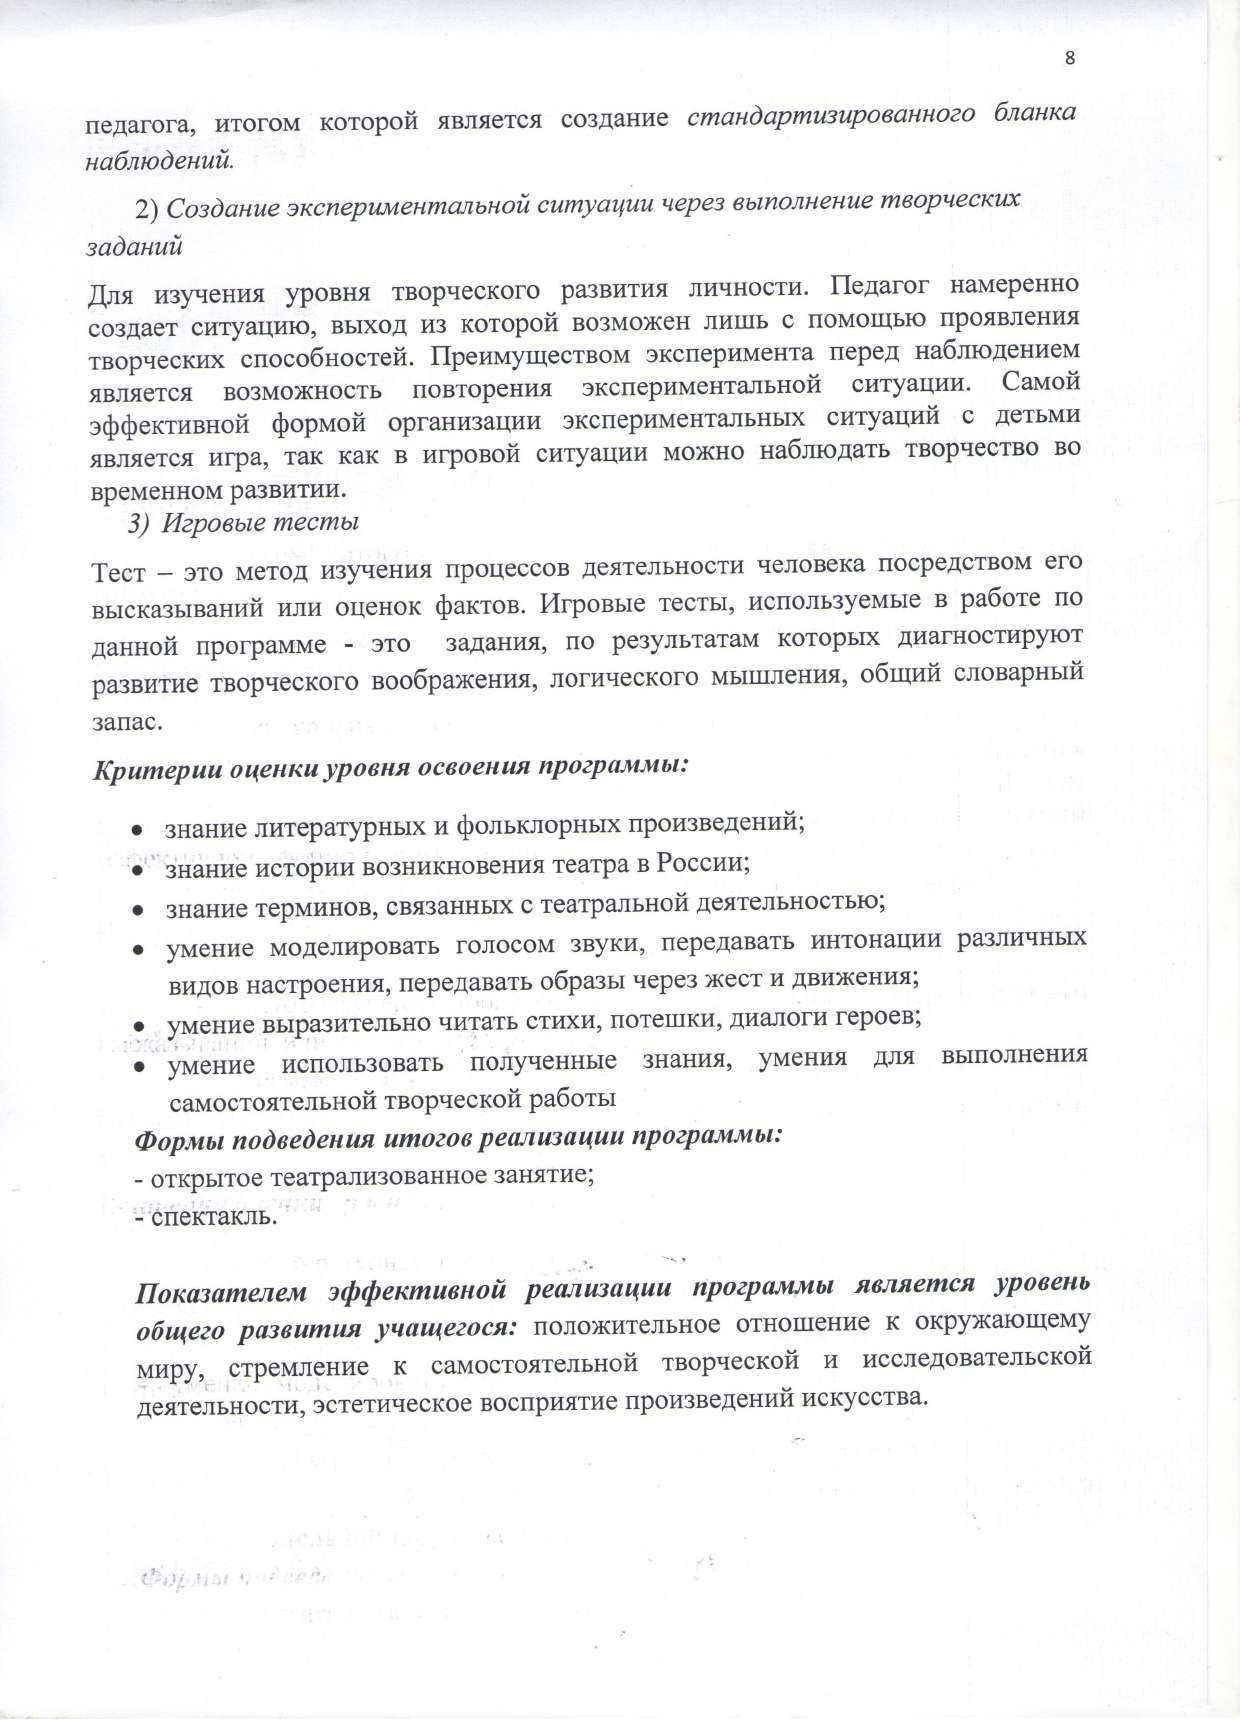 8
педагога, итогом которой является создание стандартизированного бланка
наблюдений.
2) Создание экспериментальной ситуации через выполнение творческих
заданий
Для изучения уровня творческого развития личности. Педагог намеренно
создает ситуацию, выход из которой возможен лишь с помощью проявления
творческих способностей. Преимуществом эксперимента перед наблюдением
является возможность повторения экспериментальной ситуации. Самой
эффективной формой организации экспериментальных ситуаций с детьми
является игра, так как в игровой ситуации можно наблюдать творчество во
временном развитии.
3) Игровые тесты
Тест – это метод изучения процессов деятельности человека посредством его
высказываний или оценок фактов. Игровые тесты, используемые в работе по
данной программе - это задания, по результатам которых диагностируют
развитие творческого воображения, логического мышления, общий словарный
запас.
Критерии оценки уровня освоения программы:
• знание литературных и фольклорных произведений;
• знание истории возникновения театра в России;
• знание терминов, связанных с театральной деятельностью;
• умение моделировать голосом звуки, передавать интонации различных
видов настроения, передавать образы через жест и движения;
• умение выразительно читать стихи, потешки, диалоги героев;
• умение использовать полученные знания, умения для выполнения
самостоятельной творческой работы
Формы подведения итогов реализации программы:
- открытое театрализованное занятие;
- спектакль.
Показателем эффективной реализации программы является уровень
общего развития учащегося: положительное отношение к окружающему
миру, стремление к самостоятельной творческой и исследовательской
деятельности, эстетическое восприятие произведений искусства.